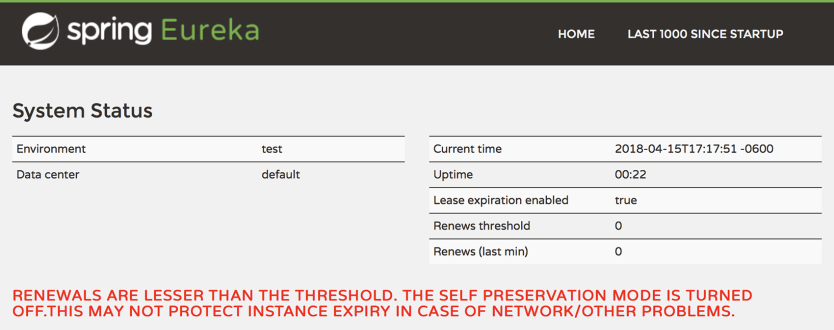 spring Eureka
HOME LAST 1000 SINCE STARTUP
System Status
Environment test
Data center default
Current time 2018-04-15T17:17:51 -0600
Uptime 00:22
Lease expiration enabled true
Renews threshold 0
Renews (last min) 0
RENEWALS ARE LESSER THAN THE THRESHOLD. THE SELF PRESERVATION MODE IS TURNED
OFF.THIS MAY NOT PROTECT INSTANCE EXPIRY IN CASE OF NETWORK/OTHER PROBLEMS.